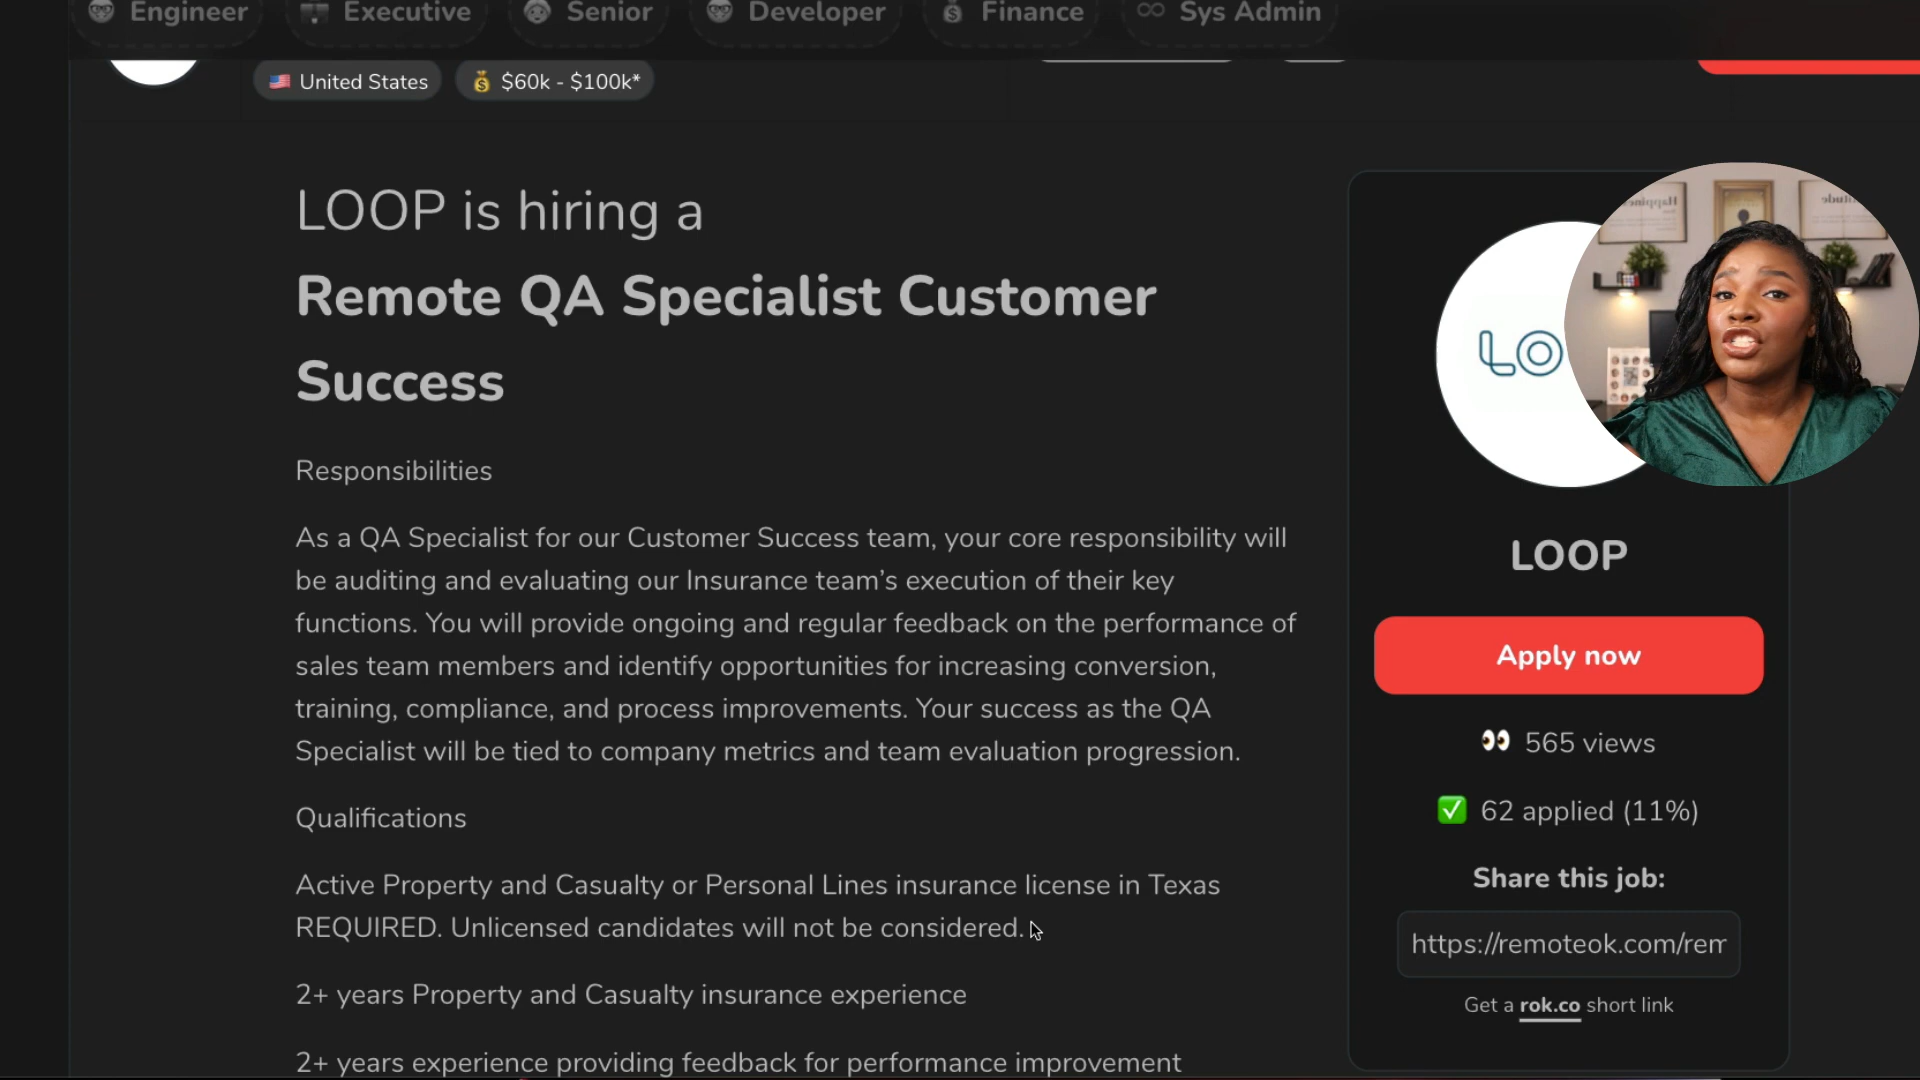 Engineer
Executive
Senior
Developer
Finance
Sys Admin
🇺🇸 United States
💰 $60k - $100k*
LOOP is hiring a
Remote QA Specialist Customer
Success
Responsibilities
As a QA Specialist for our Customer Success team, your core responsibility will
be auditing and evaluating our Insurance team’s execution of their key
functions. You will provide ongoing and regular feedback on the performance of
sales team members and identify opportunities for increasing conversion,
training, compliance, and process improvements. Your success as the QA
Specialist will be tied to company metrics and team evaluation progression.
Qualifications
Active Property and Casualty or Personal Lines insurance license in Texas
REQUIRED. Unlicensed candidates will not be considered.
2+ years Property and Casualty insurance experience
2+ years experience providing feedback for performance improvement
LO
LOOP
Apply now
👀 565 views
✅ 62 applied (11%)
Share this job:
https://remoteok.com/rem
Get a rok.co short link